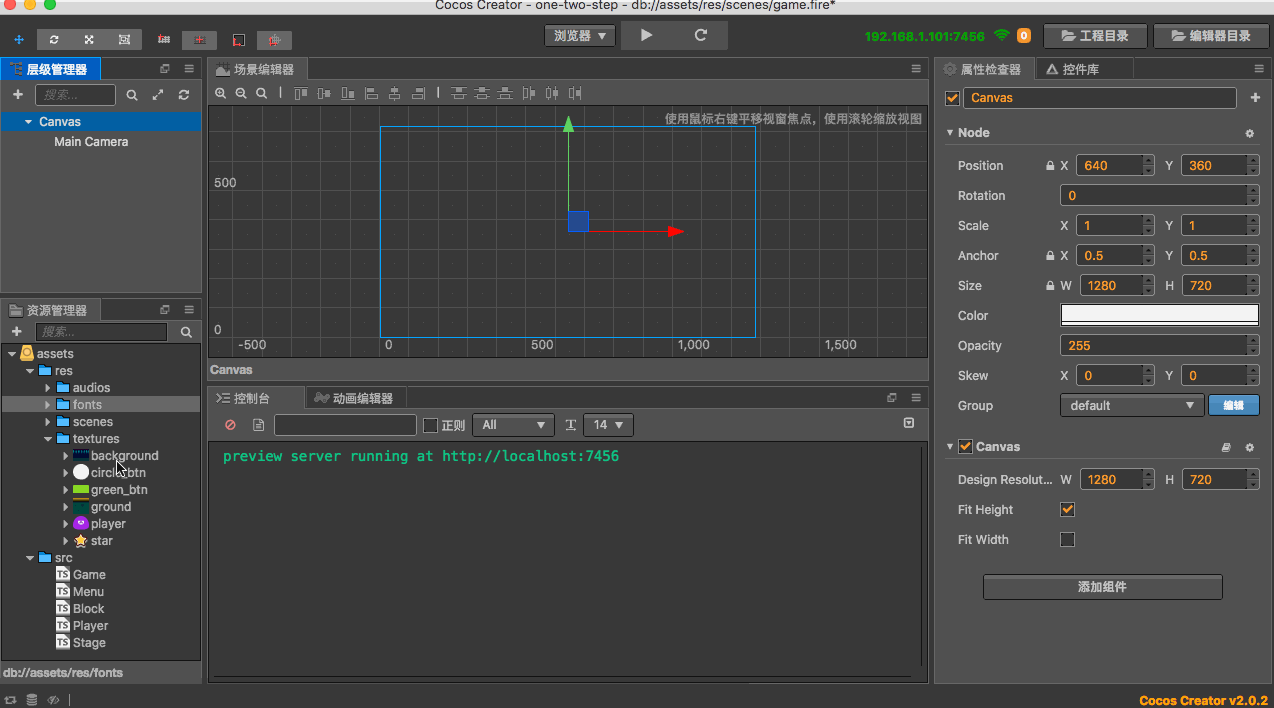 Cocos Creator - one-two-step - db://assets/res/scenes/game.fire*
浏览器
192.168.1.101:7456
0
工程目录
编辑器目录
层级管理器
搜索...
Canvas
Main Camera
资源管理器
搜索...
assets
res
audios
fonts
scenes
textures
background
circle_btn
green_btn
ground
player
star
src
TS Game
TS Menu
TS Block
TS Player
TS Stage
db://assets/res/fonts
场景编辑器
使用鼠标右键平移视窗焦点，使用滚轮缩放视图
500
0
-500
0
500
1,000
1,500
Canvas
控制台
动画编辑器
正则
All
14
preview server running at http://localhost:7456
属性检查器
控件库
Canvas
Node
Position X 640 Y 360
Rotation 0
Scale X 1 Y 1
Anchor X 0.5 Y 0.5
Size W 1280 H 720
Color
Opacity 255
Skew X 0 Y 0
Group default 编辑
Canvas
Design Resolut... W 1280 H 720
Fit Height
Fit Width
添加组件
Cocos Creator v2.0.2